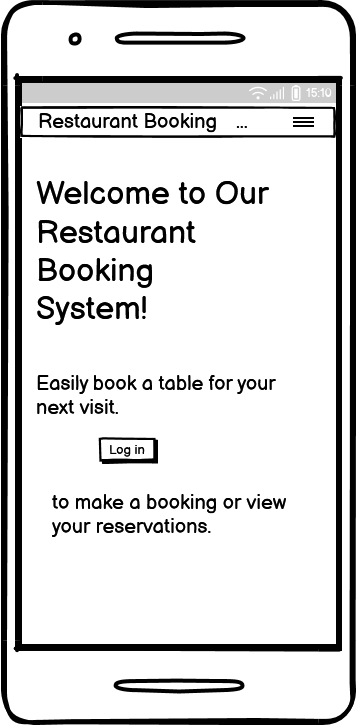 15:10
Restaurant Booking ...
Welcome to Our
Restaurant
Booking
System!
Easily book a table for your
next visit.
Log in
to make a booking or view
your reservations.